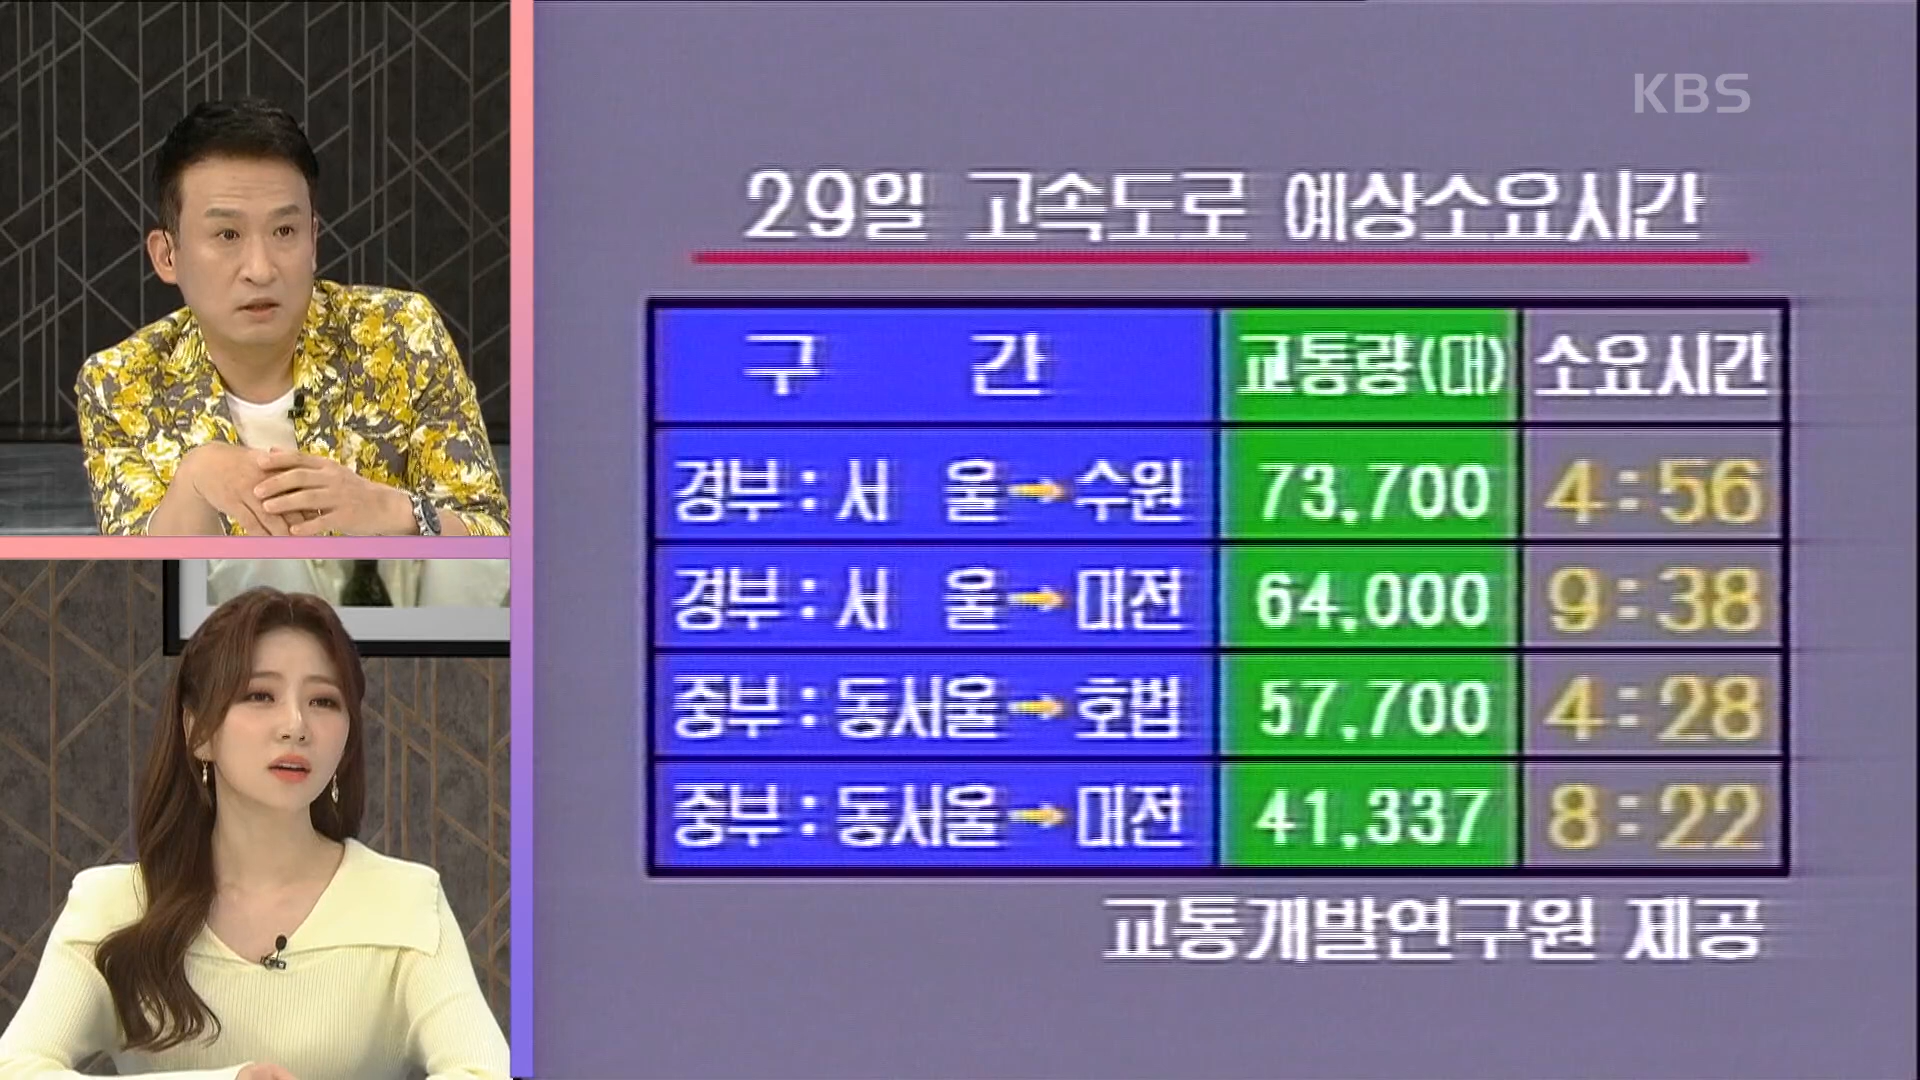 KBS
29일 고속도로 예상소요시간
구 간 교통량(대) 소요시간
경부 : 서 울→수원 73,700 4:56
경부 : 서 울→대전 64,000 9:38
중부 : 동서울→호법 57,700 4:28
중부 : 동서울→대전 41,337 8:22
교통개발연구원 제공